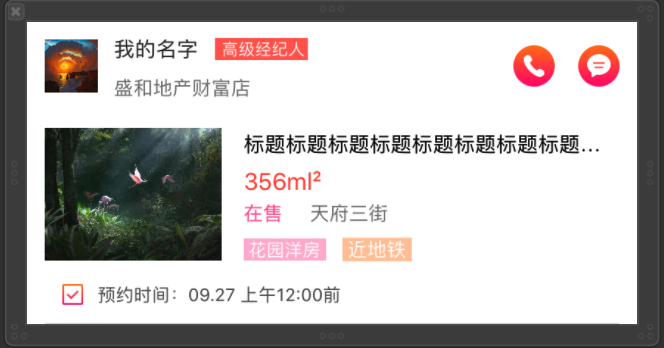 我的名字 高级经纪人
盛和地产财富店
标题标题标题标题标题标题标题标题...
356ml²
在售 天府三街
花园洋房 近地铁
预约时间：09.27 上午12:00前